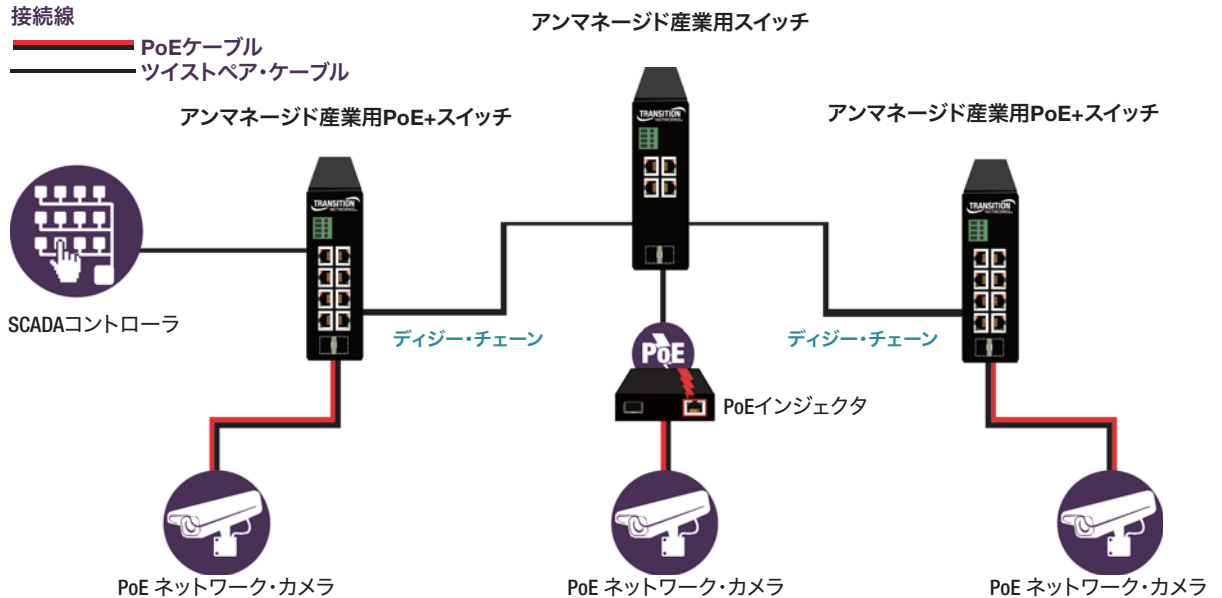 接続線
PoEケーブル
ツイストペア・ケーブル
アンマネージド産業用スイッチ
アンマネージド産業用PoE+スイッチ
アンマネージド産業用PoE+スイッチ
TRANSITION
NETWORKS
TRANSITION
NETWORKS
TRANSITION
NETWORKS
SCADAコントローラ
ディジー・チェーン
ディジー・チェーン
PoE
PoEインジェクタ
PoE ネットワーク・カメラ
PoE ネットワーク・カメラ
PoE ネットワーク・カメラ